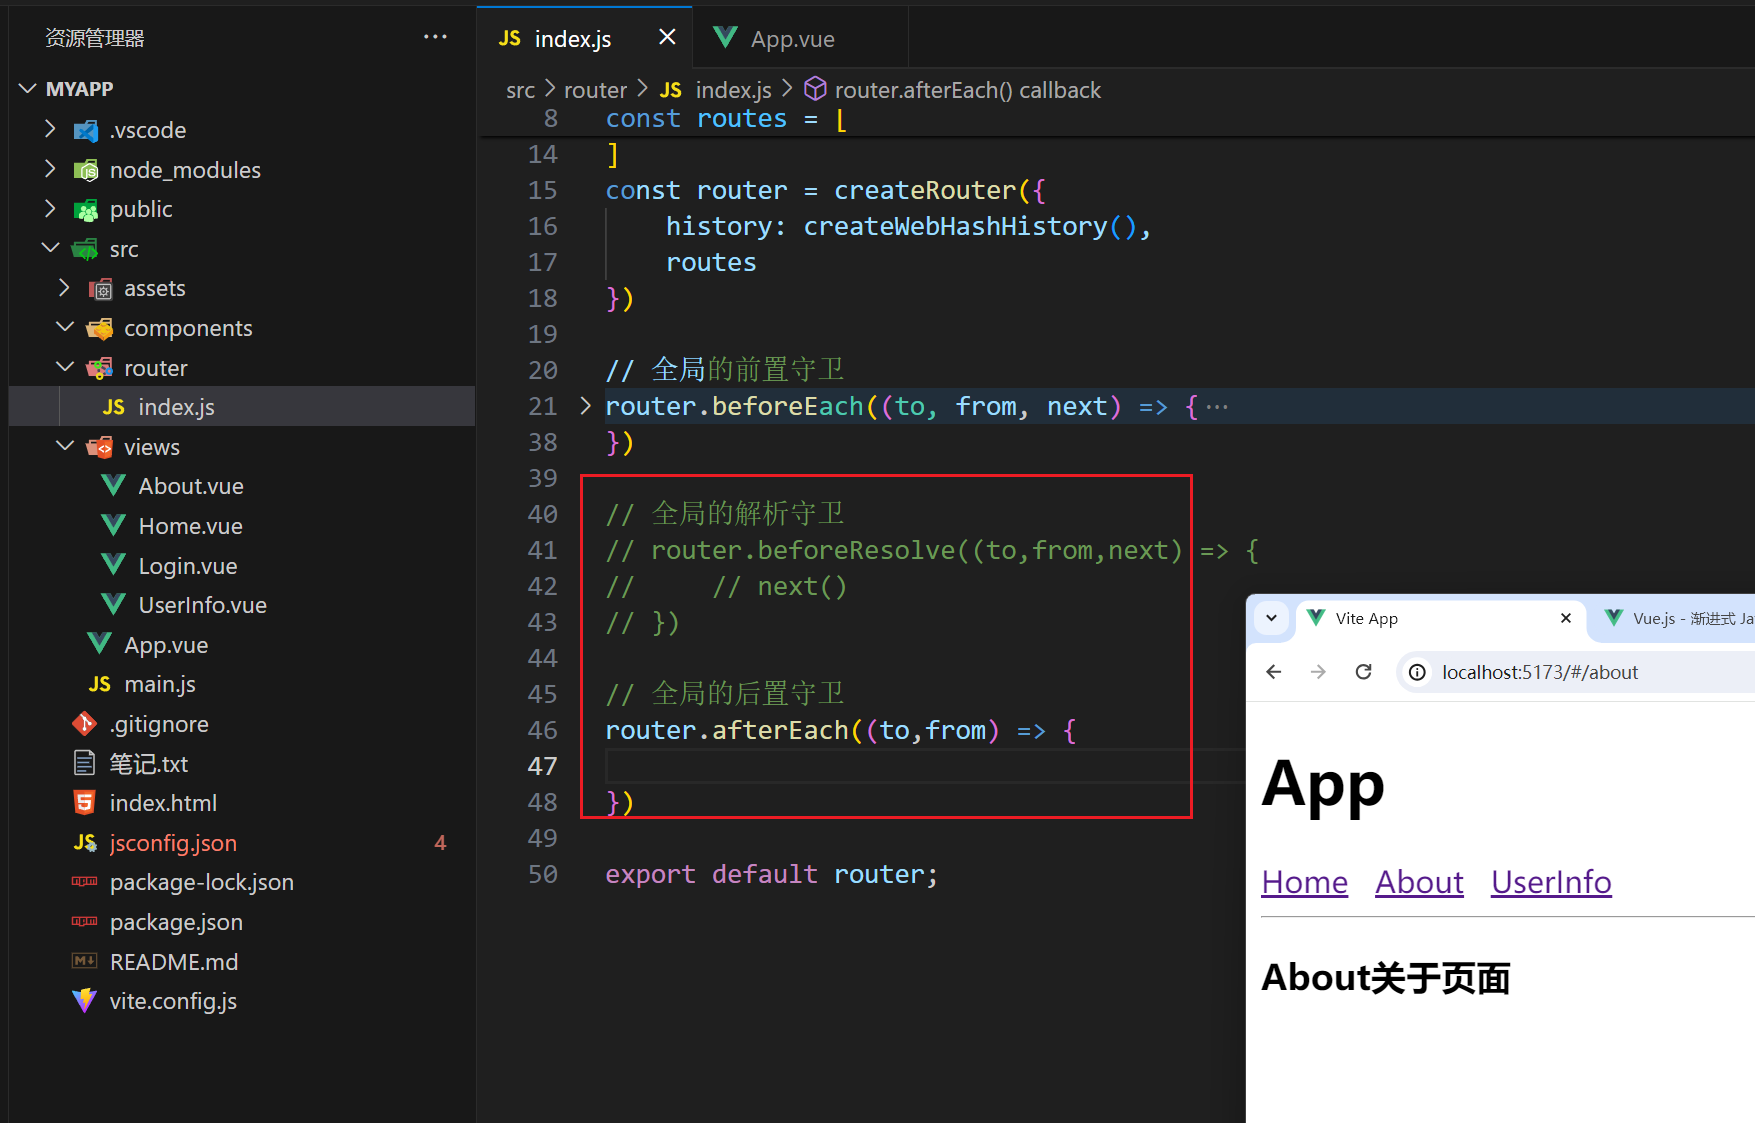 资源管理器 ···
MYAPP
.vscode
node_modules
public
src
assets
components
router
JS index.js
views
About.vue
Home.vue
Login.vue
UserInfo.vue
App.vue
JS main.js
.gitignore
笔记.txt
index.html
JS jsconfig.json 4
package-lock.json
package.json
README.md
vite.config.js
JS index.js × App.vue
src > router > JS index.js > router.afterEach() callback
8 const routes = [
14 ]
15 const router = createRouter({
16 history: createWebHashHistory(),
17 routes
18 })
19
20 // 全局的前置守卫
21 router.beforeEach((to, from, next) => {···
38 })
39
40 // 全局的解析守卫
41 // router.beforeResolve((to,from,next) => {
42 // // next()
43 // })
44
45 // 全局的后置守卫
46 router.afterEach((to,from) => {
47
48 })
49
50 export default router;
Vite App × Vue.js - 渐进式 Ja
localhost:5173/#/about
App
Home About UserInfo
About关于页面